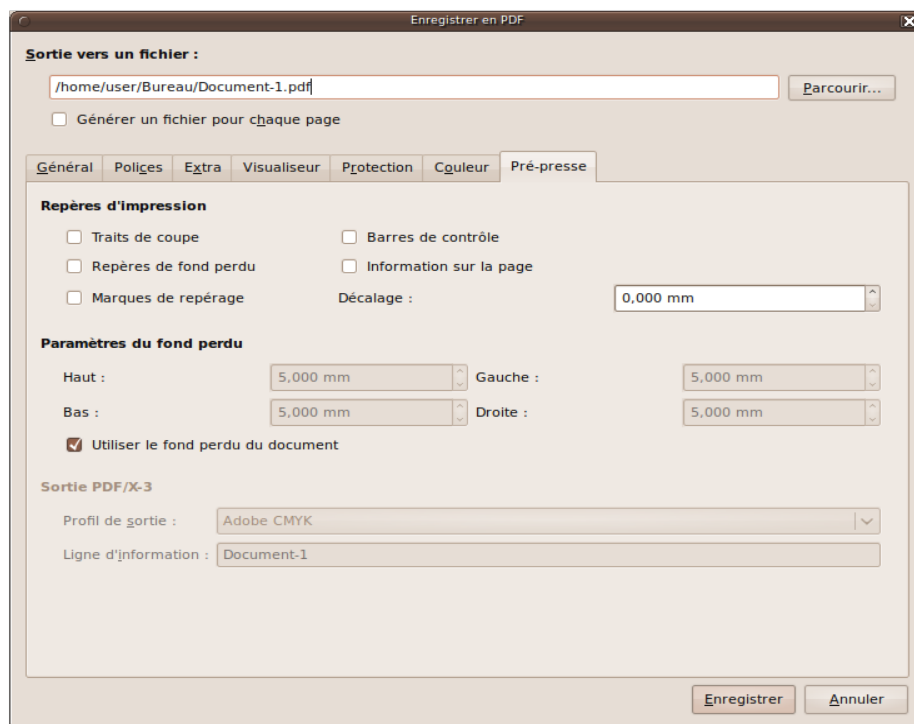 Enregistrer en PDF
Sortie vers un fichier :
/home/user/Bureau/Document-1.pdf Parcourir...
Générer un fichier pour chaque page
Général Polices Extra Visualiseur Protection Couleur Pré-presse
Repères d'impression
Traits de coupe Barres de contrôle
Repères de fond perdu Information sur la page
Marques de repérage Décalage : 0,000 mm
Paramètres du fond perdu
Haut : 5,000 mm Gauche : 5,000 mm
Bas : 5,000 mm Droite : 5,000 mm
Utiliser le fond perdu du document
Sortie PDF/X-3
Profil de sortie : Adobe CMYK
Ligne d'information : Document-1
Enregistrer Annuler